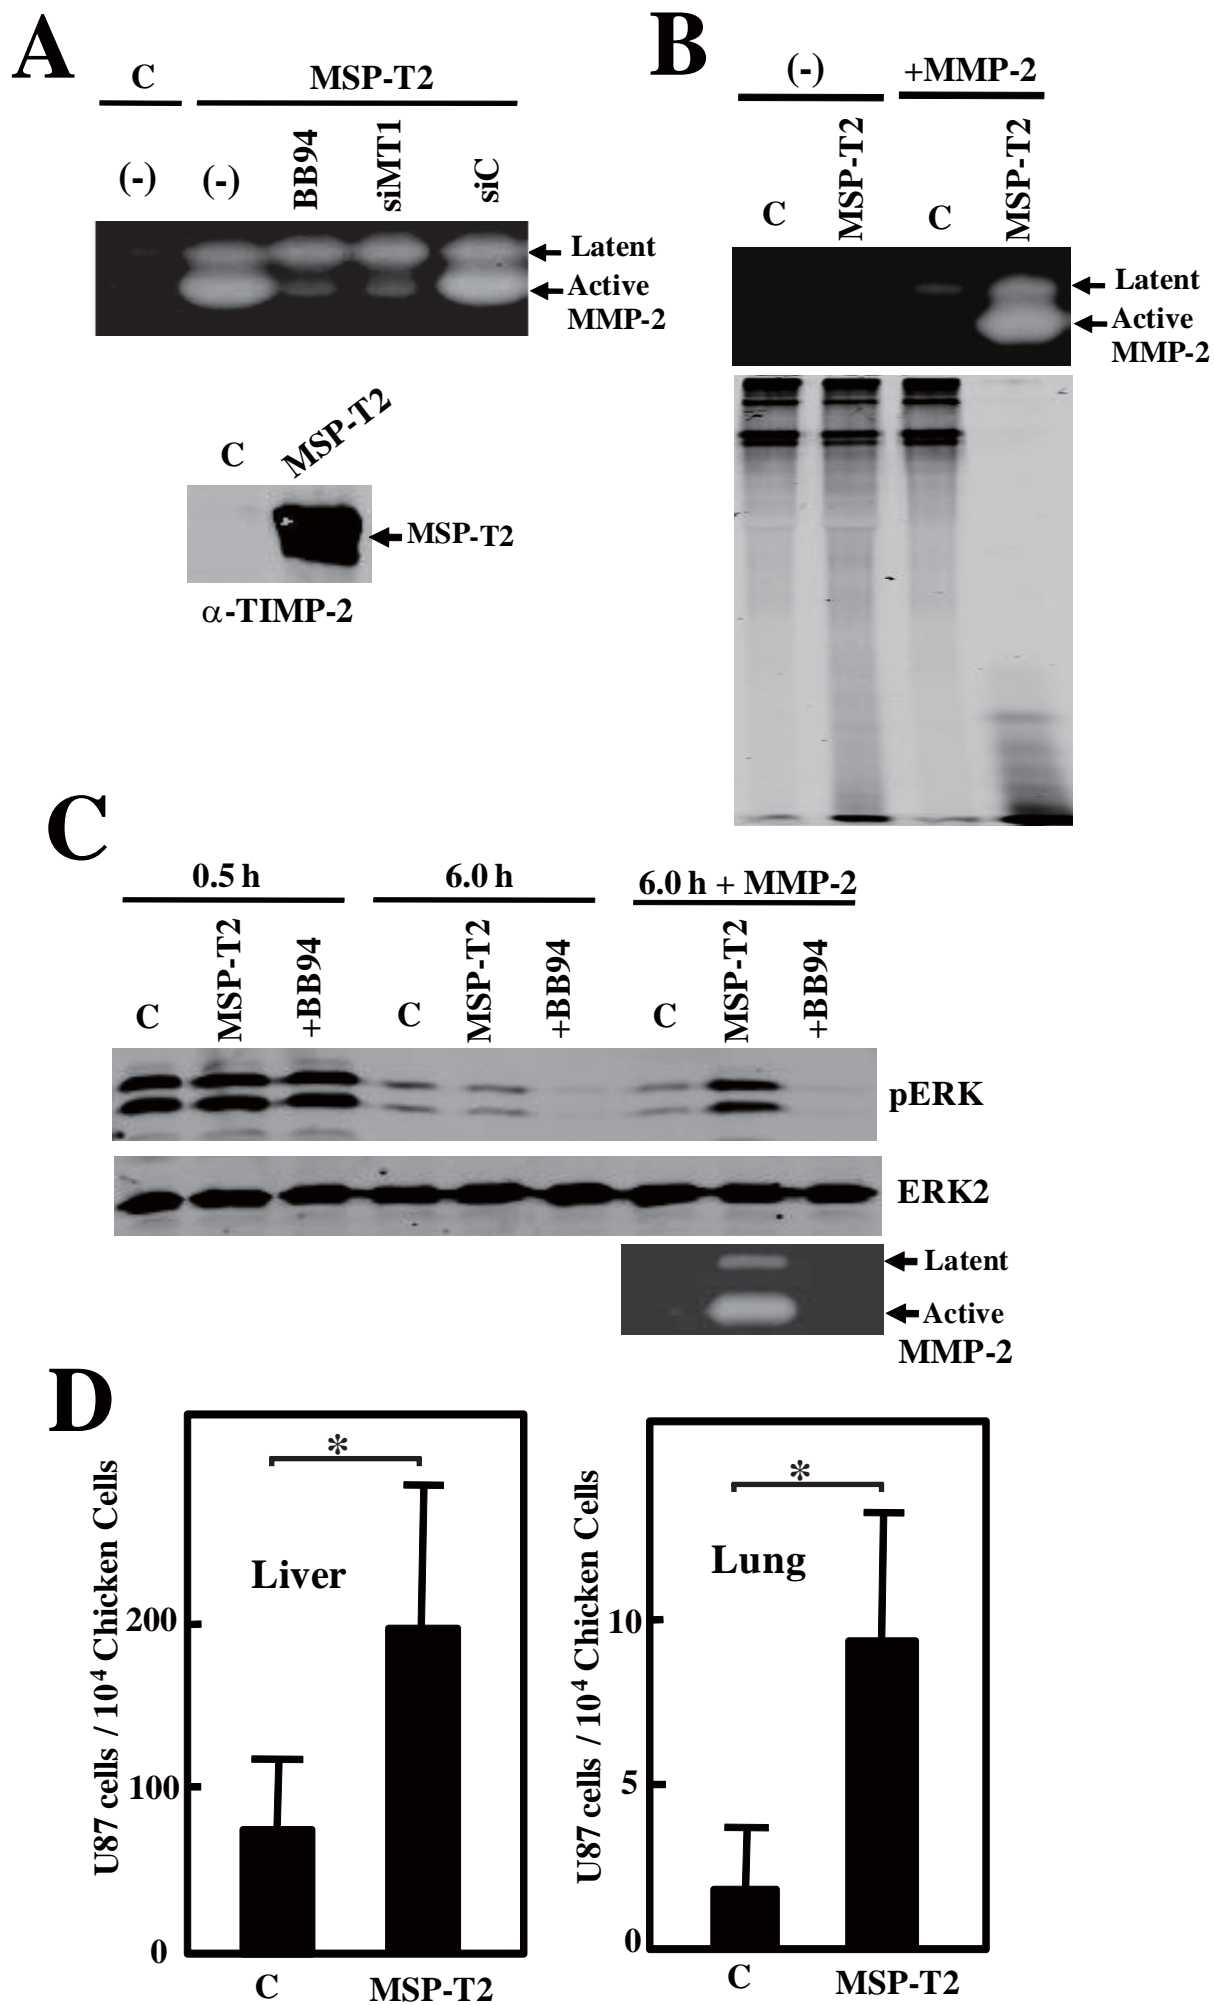 A
C
MSP-T2
(-)
(-)
BB94
siMT1
siC
Latent
Active
MMP-2
C
MSP-T2
MSP-T2
α-TIMP-2
B
(-)
+MMP-2
C
MSP-T2
C
MSP-T2
Latent
Active
MMP-2
C
0.5 h
6.0 h
6.0 h + MMP-2
C
MSP-T2
+BB94
C
MSP-T2
+BB94
C
MSP-T2
+BB94
pERK
ERK2
Latent
Active
MMP-2
D
U87 cells / 10⁴ Chicken Cells
200
100
0
*
Liver
C
MSP-T2
U87 cells / 10⁴ Chicken Cells
10
5
0
*
Lung
C
MSP-T2